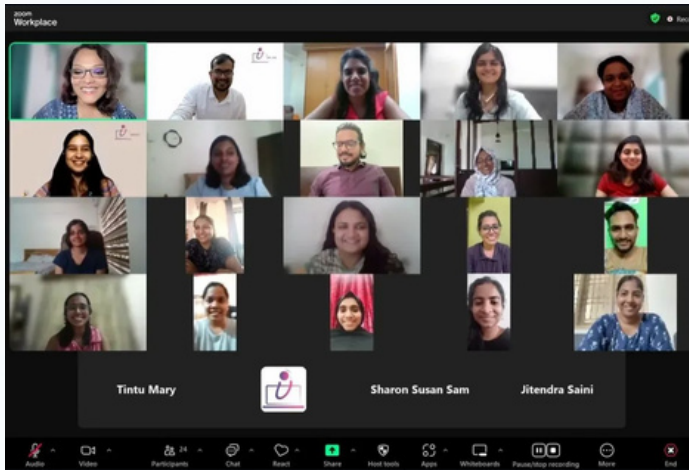 zoom
Workplace
Rec
Tintu Mary
Sharon Susan Sam
Jitendra Saini
24
Audio
Video
Participants
Chat
React
Share
Host tools
Apps
Whiteboards
Pause/stop recording
More
End